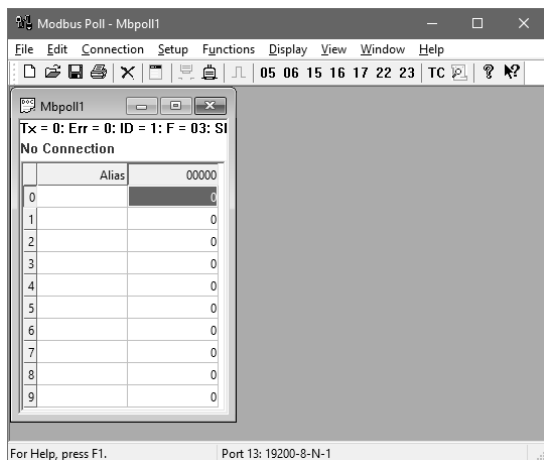 Modbus Poll - Mbpoll1
File Edit Connection Setup Functions Display View Window Help
05 06 15 16 17 22 23 TC
Mbpoll1
Tx = 0: Err = 0: ID = 1: F = 03: SI
No Connection
Alias 00000
0 0
1 0
2 0
3 0
4 0
5 0
6 0
7 0
8 0
9 0
For Help, press F1. Port 13: 19200-8-N-1